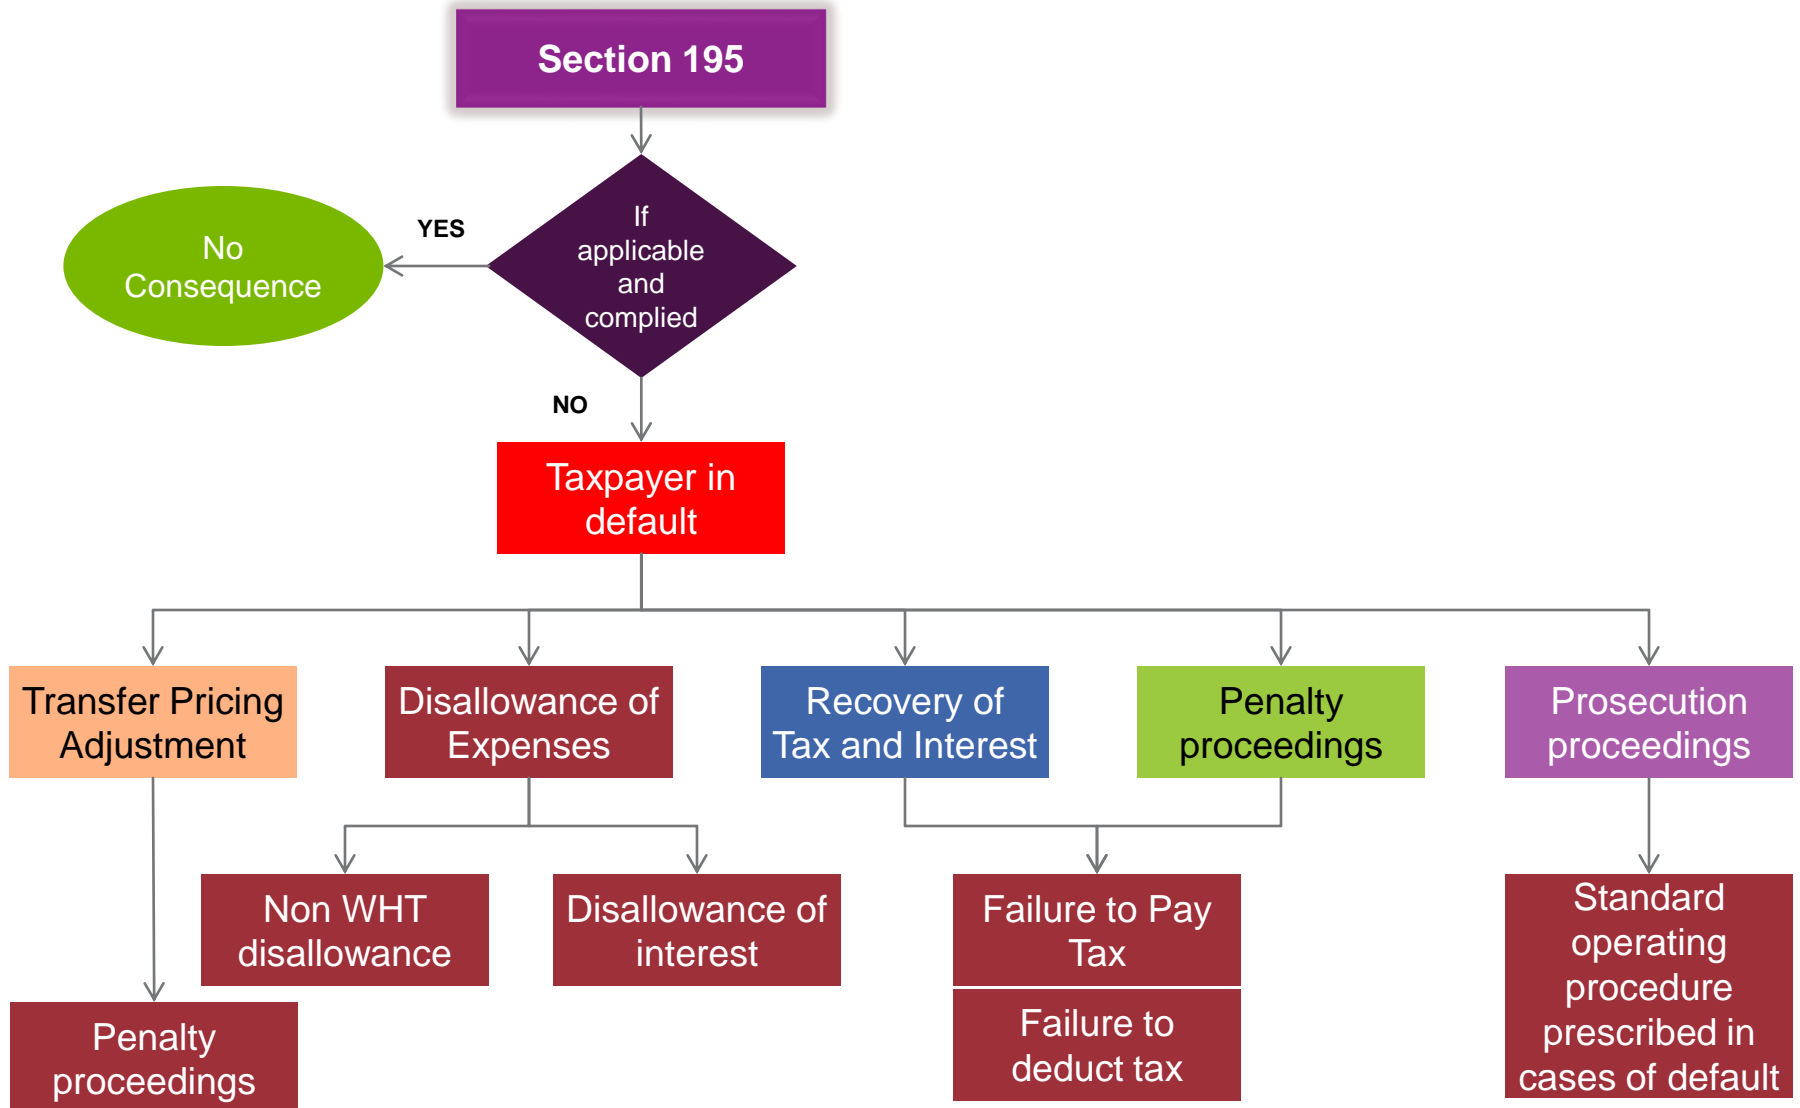 Section 195
If
applicable
and
complied
YES
No
Consequence
NO
Taxpayer in
default
Transfer Pricing
Adjustment
Disallowance of
Expenses
Recovery of
Tax and Interest
Penalty
proceedings
Prosecution
proceedings
Non WHT
disallowance
Disallowance of
interest
Failure to Pay
Tax
Failure to
deduct tax
Standard
operating
procedure
prescribed in
cases of default
Penalty
proceedings